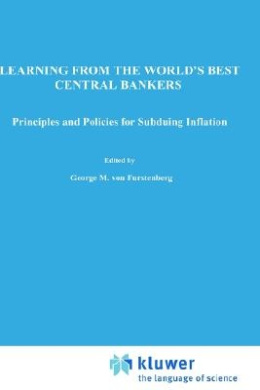 LEARNING FROM THE WORLD'S BEST
CENTRAL BANKERS
Principles and Policies for Subduing Inflation
Edited by
George M. von Furstenberg
kluwer
the language of science